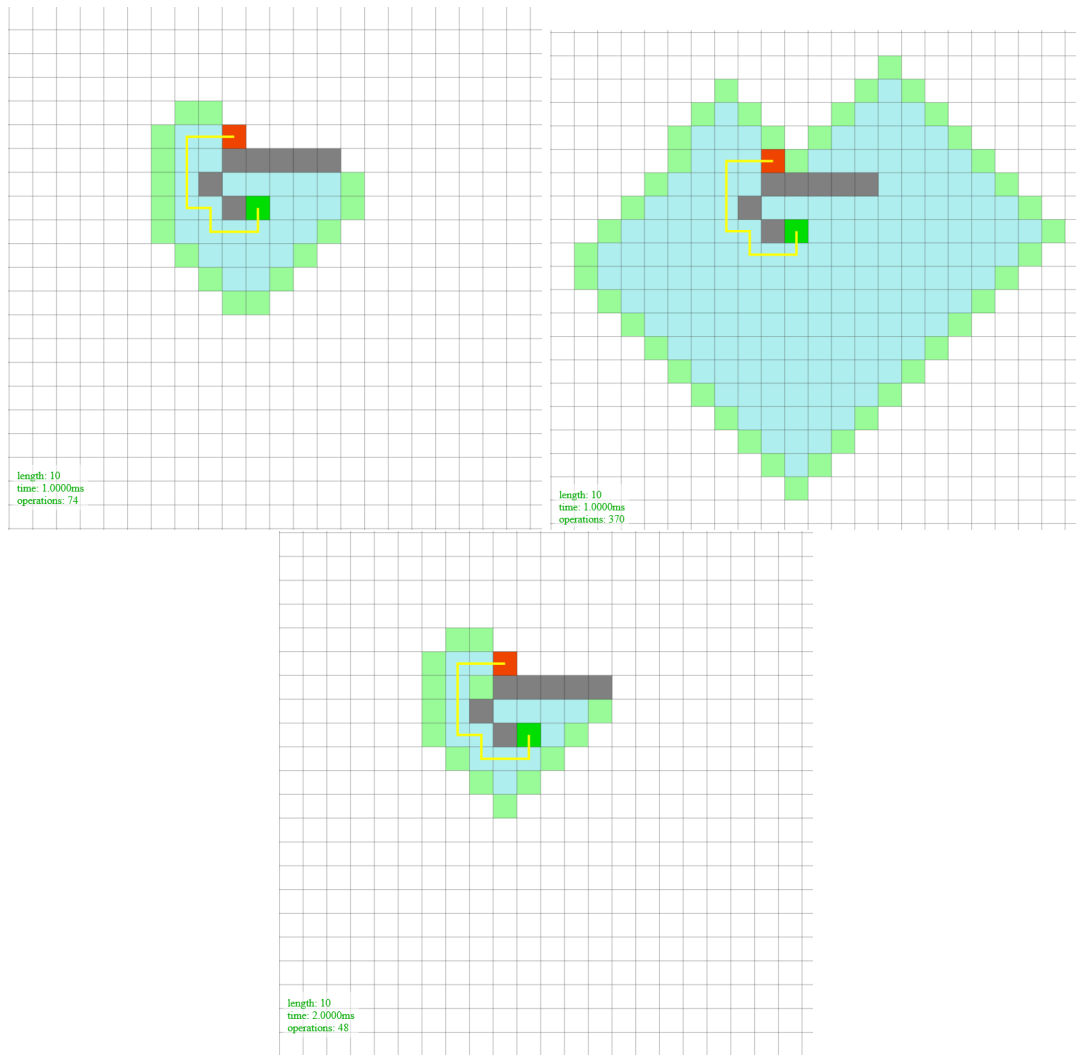 length: 10
time: 1.0000ms
operations: 74
length: 10
time: 1.0000ms
operations: 370
length: 10
time: 2.0000ms
operations: 48